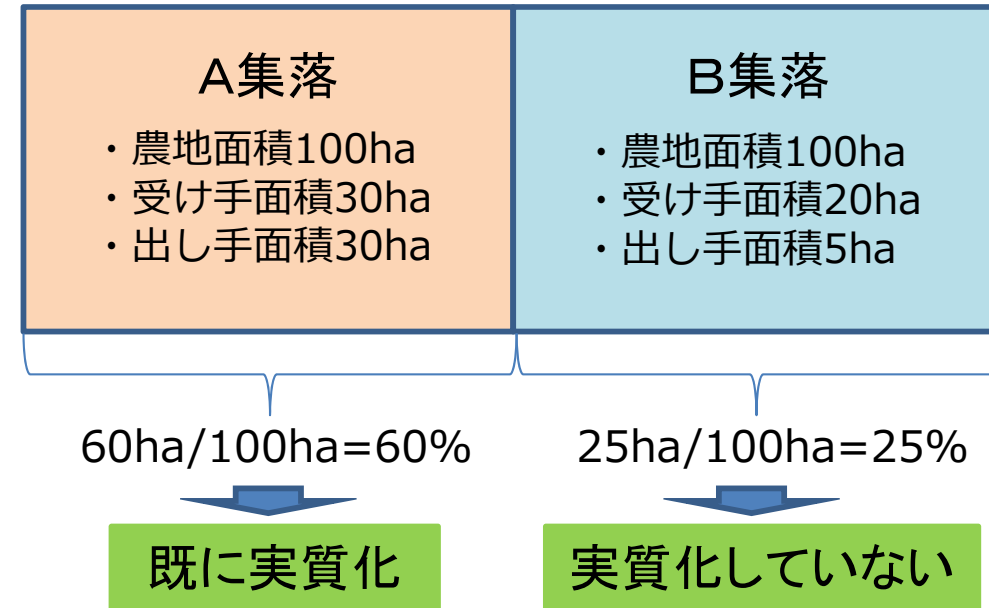 A集落
・農地面積100ha
・受け手面積30ha
・出し手面積30ha
B集落
・農地面積100ha
・受け手面積20ha
・出し手面積5ha
60ha/100ha=60%
25ha/100ha=25%
既に実質化
実質化していない